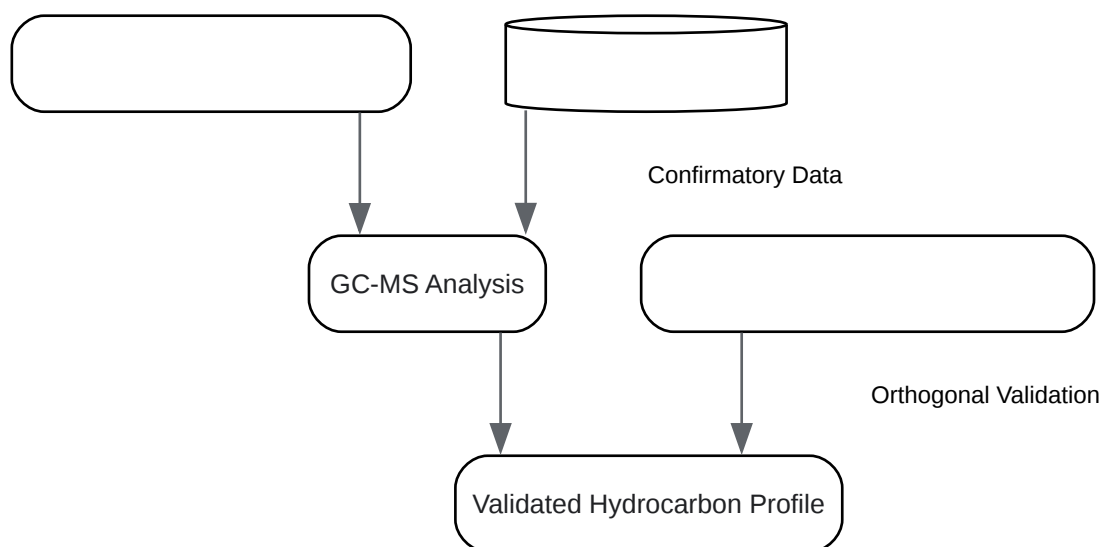 Confirmatory Data
GC-MS Analysis
Orthogonal Validation
Validated Hydrocarbon Profile